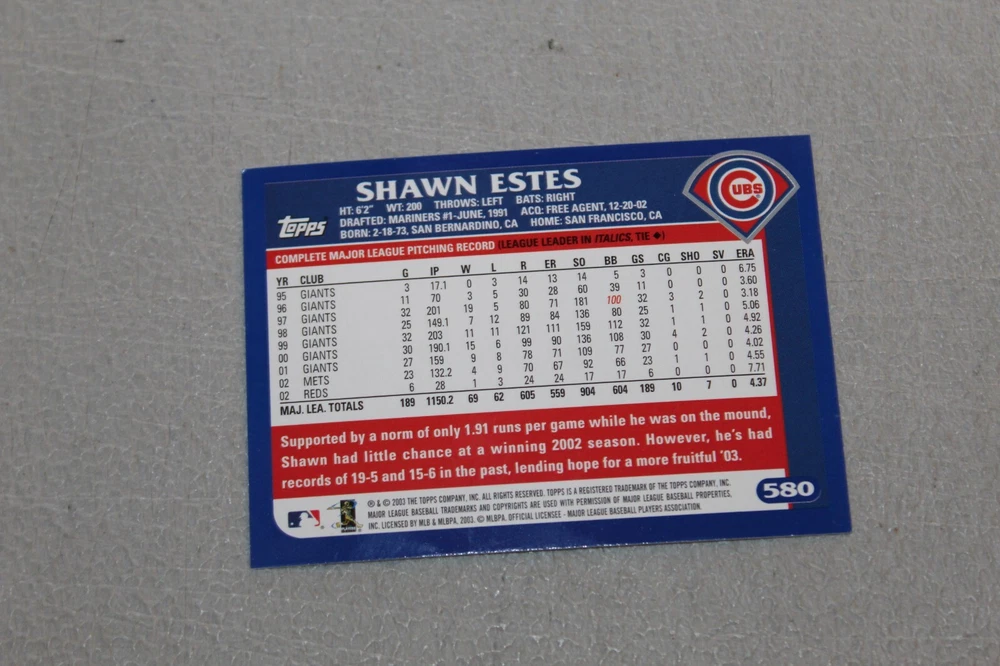 SHAWN ESTES
CUBS
topps
HT: 6'2" WT: 200 THROWS: LEFT BATS: RIGHT
DRAFTED: MARINERS #1-JUNE, 1991 ACQ: FREE AGENT, 12-20-02
BORN: 2-18-73, SAN BERNARDINO, CA HOME: SAN FRANCISCO, CA
COMPLETE MAJOR LEAGUE PITCHING RECORD (LEAGUE LEADER IN ITALICS, TIE ♦)
YR CLUB G IP W L R ER SO BB GS CG SHO SV ERA
95 GIANTS 3 17.1 0 3 14 13 14 5 3 0 0 0 6.75
96 GIANTS 11 70 3 5 30 28 60 39 11 0 0 0 3.60
97 GIANTS 32 201 19 5 80 71 181 100 32 3 2 0 3.18
98 GIANTS 25 149.1 7 12 89 84 136 80 25 1 1 0 5.06
99 GIANTS 32 203 11 11 121 111 159 112 32 1 1 0 4.92
00 GIANTS 30 190.1 15 6 99 90 136 108 30 4 2 0 4.26
01 GIANTS 27 159 9 8 78 71 109 77 27 0 0 0 4.02
02 METS 23 132.2 4 9 70 67 92 66 23 1 1 0 4.55
02 REDS 6 28 1 3 24 24 17 17 6 0 0 0 7.71
MAJ. LEA. TOTALS 189 1150.2 69 62 605 559 904 604 189 10 7 0 4.37
Supported by a norm of only 1.91 runs per game while he was on the mound,
Shawn had little chance at a winning 2002 season. However, he's had
records of 19-5 and 15-6 in the past, lending hope for a more fruitful '03.
580
® & © 2003 THE TOPPS COMPANY, INC. ALL RIGHTS RESERVED. TOPPS IS A REGISTERED TRADEMARK OF THE TOPPS COMPANY, INC.
MAJOR LEAGUE BASEBALL TRADEMARKS AND COPYRIGHTS ARE USED WITH PERMISSION OF MAJOR LEAGUE BASEBALL PROPERTIES,
INC. LICENSED BY MLB & MLBPA, 2003. © MLBPA, OFFICIAL LICENSEE - MAJOR LEAGUE BASEBALL PLAYERS ASSOCIATION.